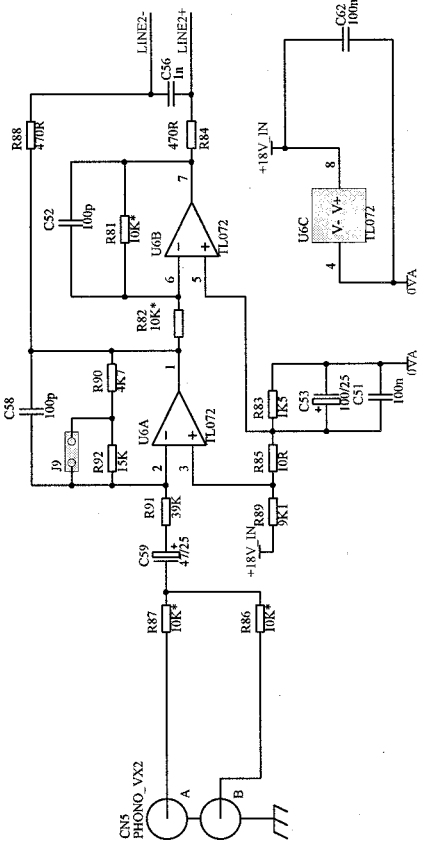 CN5
PHONO_VX2
A
B
R87
10K*
R86
10K*
C59
+
47/25
R91
39K
J9
R92
15K
R90
4K7
C58
100p
2
3
1
U6A
TL072
R82
10K*
+18V_IN
R89
9K1
R85
10R
R83
1K5
C53
+
100/25
C51
100n
0VA
6
5
7
U6B
TL072
C52
100p
R81
10K*
R88
470R
470R
R84
C56
1n
LINE2-
LINE2+
+18V_IN
C62
100n
8
4
U6C
V- V+
TL072
0VA